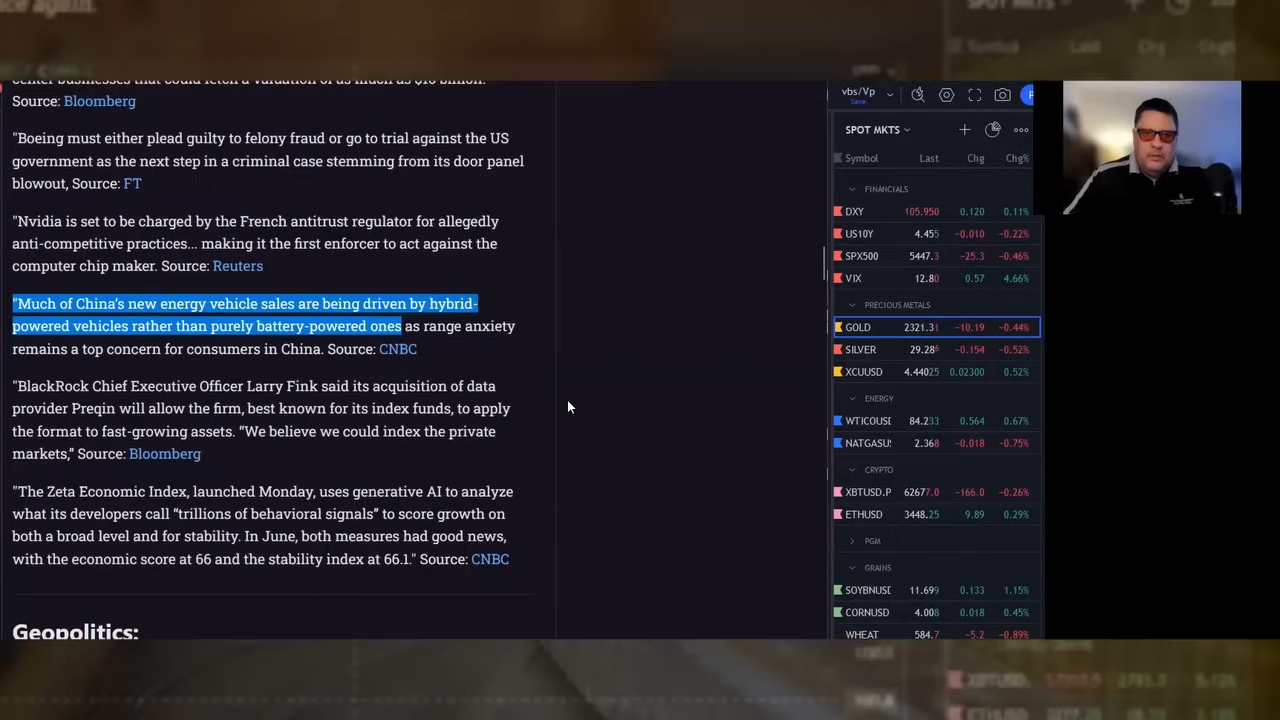 ce again.
SPOT MKTS
Symbol Last Chg Chg%
Source: Bloomberg
"Boeing must either plead guilty to felony fraud or go to trial against the US
government as the next step in a criminal case stemming from its door panel
blowout, Source: FT
"Nvidia is set to be charged by the French antitrust regulator for allegedly
anti-competitive practices... making it the first enforcer to act against the
computer chip maker. Source: Reuters
"Much of China's new energy vehicle sales are being driven by hybrid-
powered vehicles rather than purely battery-powered ones as range anxiety
remains a top concern for consumers in China. Source: CNBC
"BlackRock Chief Executive Officer Larry Fink said its acquisition of data
provider Preqin will allow the firm, best known for its index funds, to apply
the format to fast-growing assets. “We believe we could index the private
markets,” Source: Bloomberg
"The Zeta Economic Index, launched Monday, uses generative AI to analyze
what its developers call “trillions of behavioral signals” to score growth on
both a broad level and for stability. In June, both measures had good news,
with the economic score at 66 and the stability index at 66.1." Source: CNBC
Geopolitics:
vbs/Vp
Save
SPOT MKTS
Symbol Last Chg Chg%
FINANCIALS
DXY 105.950 0.120 0.11%
US10Y 4.455 −0.010 −0.22%
SPX500 5447.3 −25.3 −0.46%
VIX 12.80 0.57 4.66%
PRECIOUS METALS
GOLD 2321.31 −10.19 −0.44%
SILVER 29.286 −0.154 −0.52%
XCUUSD 4.44025 0.02300 0.52%
ENERGY
WTICOUSD 84.233 0.564 0.67%
NATGASU 2.368 −0.018 −0.75%
CRYPTO
XBTUSD.P 62677.0 −166.0 −0.26%
ETHUSD 3448.25 9.89 0.29%
PGM
GRAINS
SOYBNUSD 11.699 0.133 1.15%
CORNUSD 4.008 0.018 0.45%
WHEAT 584.7 −5.2 −0.89%